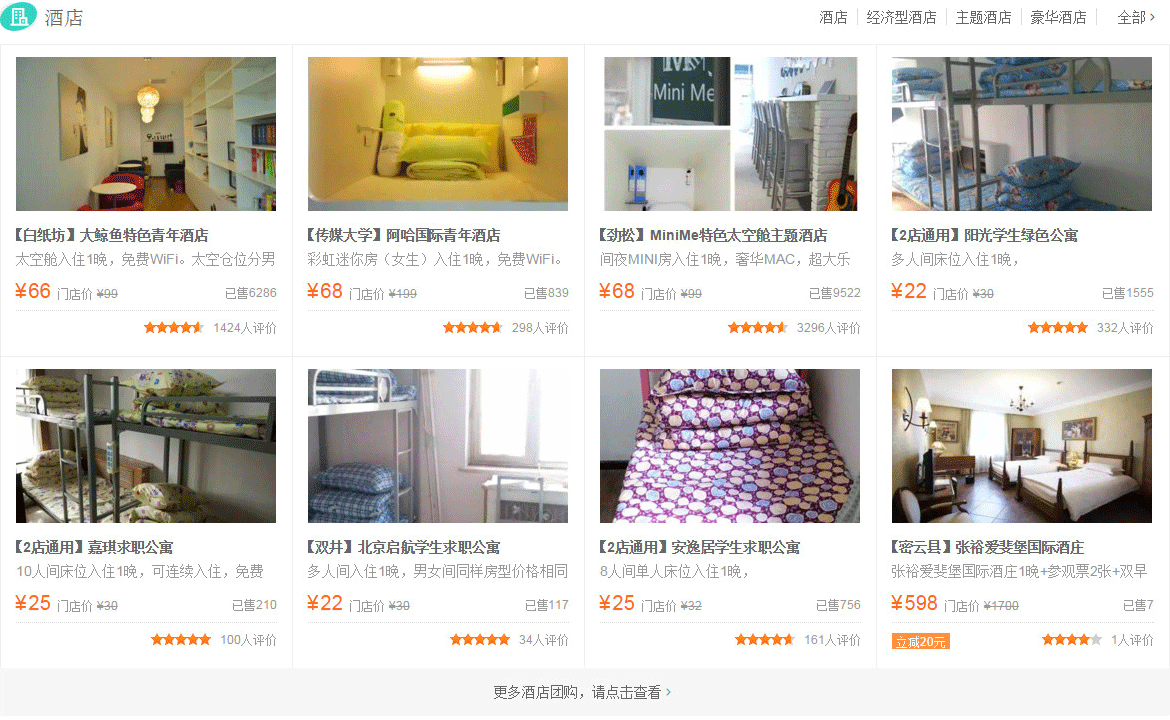 酒店
酒店 经济型酒店 主题酒店 豪华酒店 全部 ›
Mini Me
【白纸坊】大鲸鱼特色青年酒店
太空舱入住1晚，免费WiFi。太空仓位分男
¥66 门店价 ¥99 已售6286
1424人评价
【传媒大学】阿哈国际青年酒店
彩虹迷你房（女生）入住1晚，免费WiFi。
¥68 门店价 ¥199 已售839
298人评价
【劲松】MiniMe特色太空舱主题酒店
间夜MINI房入住1晚，奢华MAC，超大乐
¥68 门店价 ¥99 已售9522
3296人评价
【2店通用】阳光学生绿色公寓
多人间床位入住1晚，
¥22 门店价 ¥30 已售1555
332人评价
【2店通用】嘉琪求职公寓
10人间床位入住1晚，可连续入住，免费
¥25 门店价 ¥30 已售210
100人评价
【双井】北京启航学生求职公寓
多人间入住1晚，男女间同样房型价格相同
¥22 门店价 ¥30 已售117
34人评价
【2店通用】安逸居学生求职公寓
8人间单人床位入住1晚，
¥25 门店价 ¥32 已售756
161人评价
【密云县】张裕爱斐堡国际酒庄
张裕爱斐堡国际酒庄1晚+参观票2张+双早
¥598 门店价 ¥1700 已售7
立减20元 1人评价
更多酒店团购，请点击查看 ›